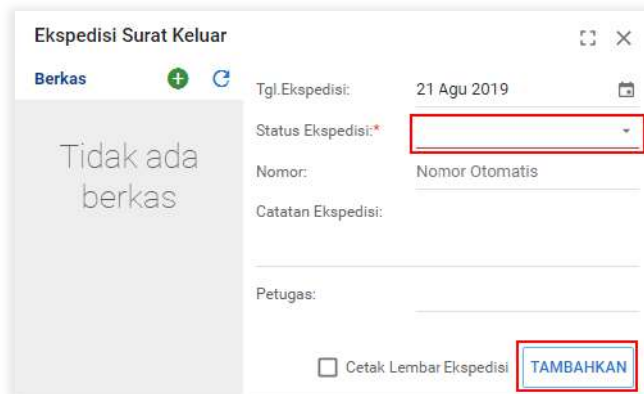 Ekspedisi Surat Keluar
Berkas
Tidak ada
berkas
Tgl.Ekspedisi: 21 Agu 2019
Status Ekspedisi:*
Nomor: Nomor Otomatis
Catatan Ekspedisi:
Petugas:
Cetak Lembar Ekspedisi TAMBAHKAN